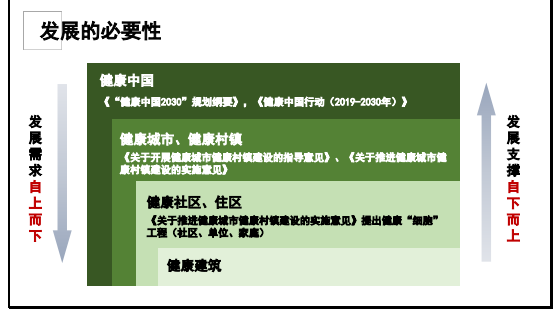 发展的必要性
健康中国
《“健康中国2030”规划纲要》，《健康中国行动（2019-2030年）》
健康城市、健康村镇
《关于开展健康城市健康村镇建设的指导意见》、《关于推进健康城市健
康村镇建设的实施意见》
健康社区、住区
《关于推进健康城市健康村镇建设的实施意见》提出健康“细胞”
工程（社区、单位、家庭）
健康建筑
发展需求自上而下
发展支撑自下而上